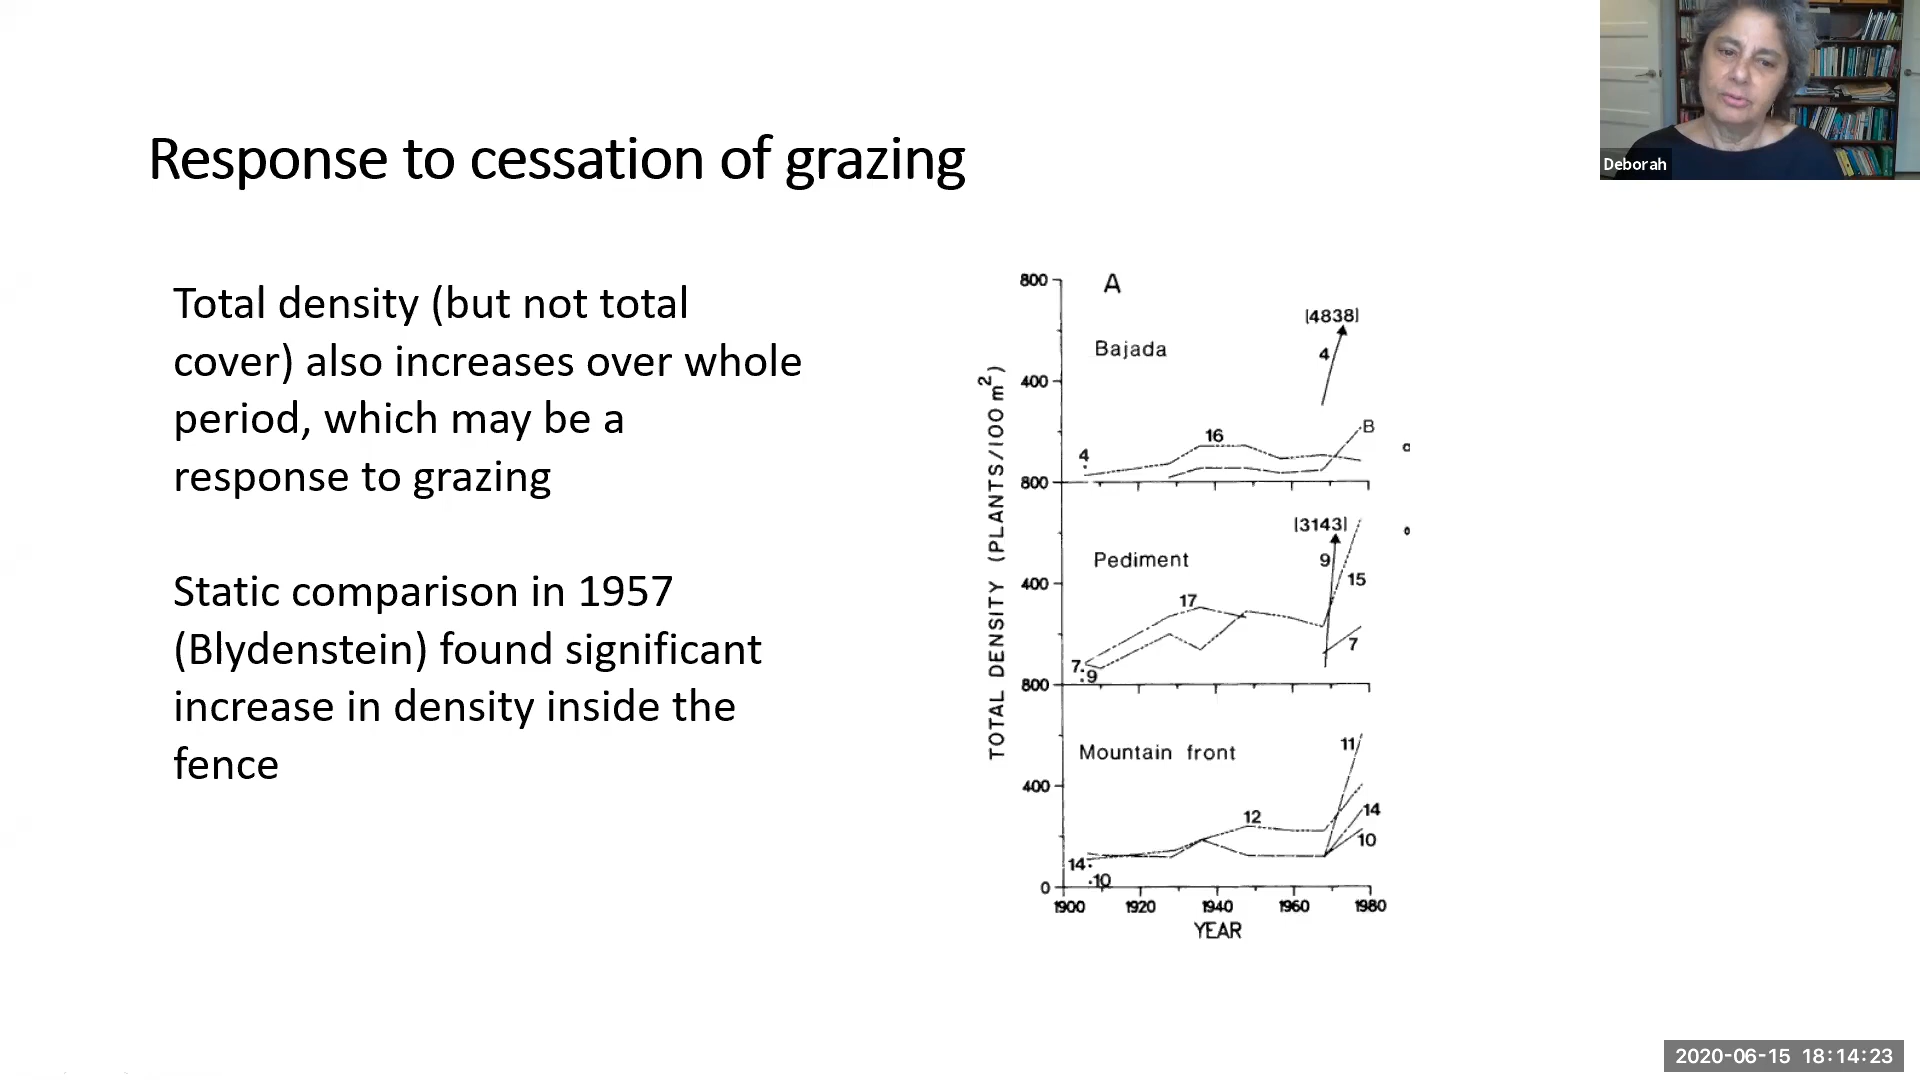 Deborah
Response to cessation of grazing
Total density (but not total
cover) also increases over whole
period, which may be a
response to grazing
Static comparison in 1957
(Blydenstein) found significant
increase in density inside the
fence
TOTAL DENSITY (PLANTS/100 m²)
800
A
|4838|
Bajada
4
400
B
16
4
800
|3143|
Pediment
9
15
400
17
7
7
9
800
11
Mountain front
400
14
12
10
14
10
0
1900 1920 1940 1960 1980
YEAR
2020-06-15 18:14:23